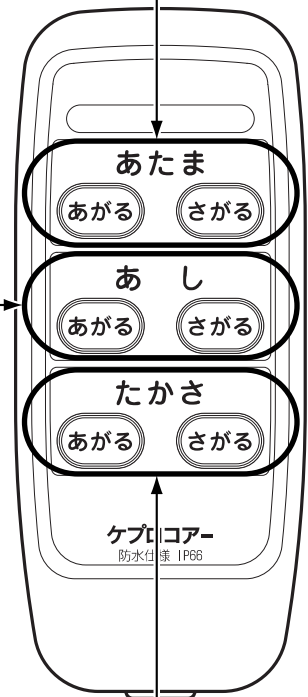 あたま
あがる さがる
あ し
あがる さがる
たかさ
あがる さがる
ケプロコアー
防水仕様 IP66